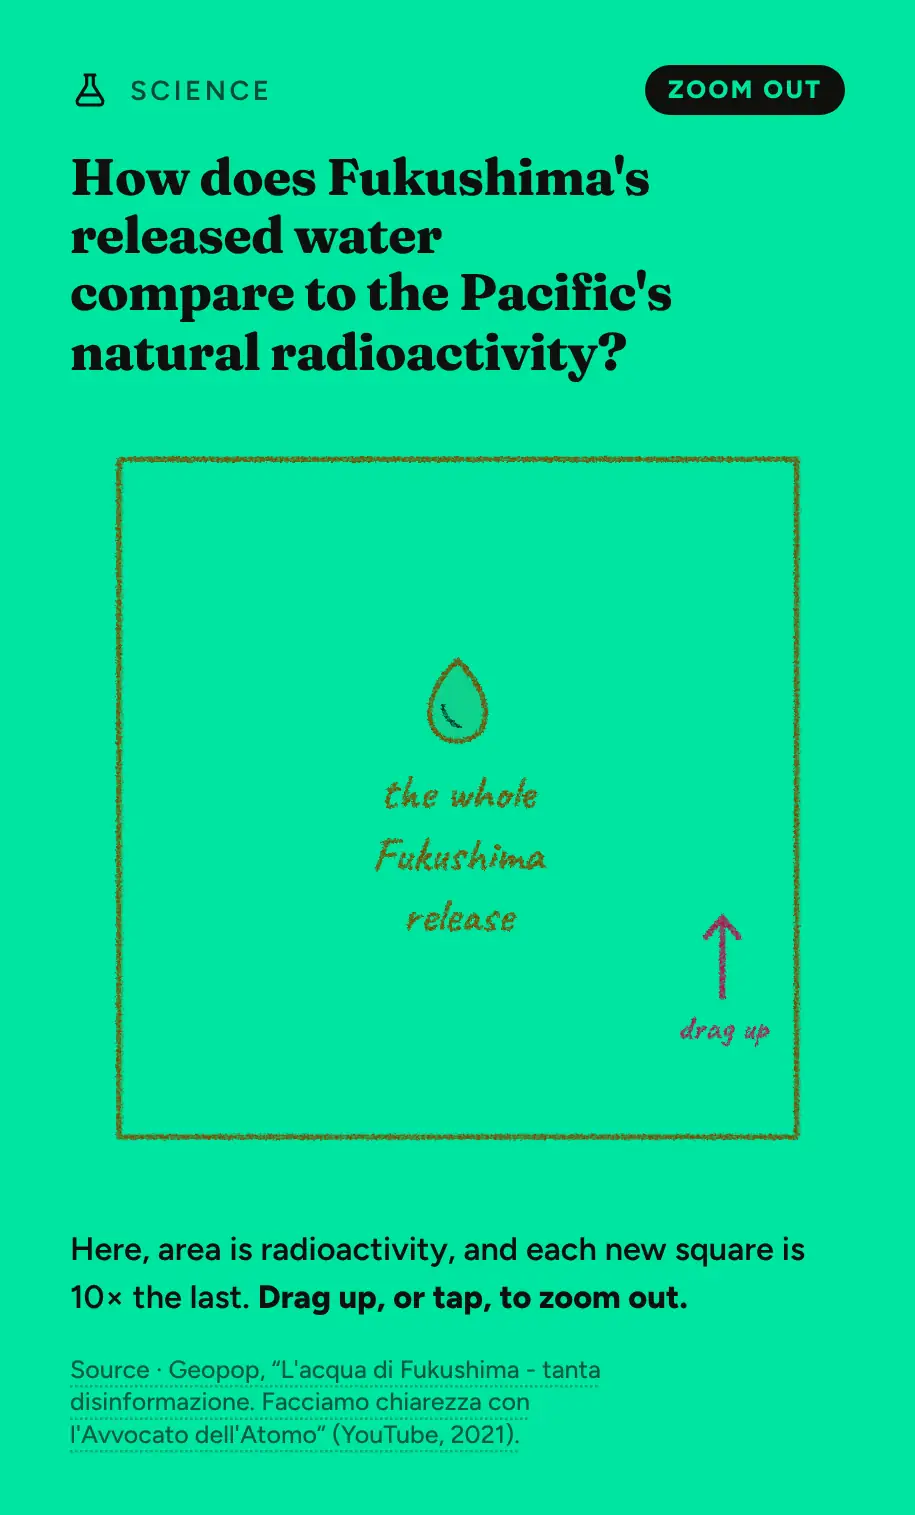 SCIENCE
ZOOM OUT
How does Fukushima's
released water
compare to the Pacific's
natural radioactivity?
the whole
Fukushima
release
drag up
Here, area is radioactivity, and each new square is
10× the last. Drag up, or tap, to zoom out.
Source · Geopop, “L'acqua di Fukushima - tanta
disinformazione. Facciamo chiarezza con
l'Avvocato dell'Atomo” (YouTube, 2021).